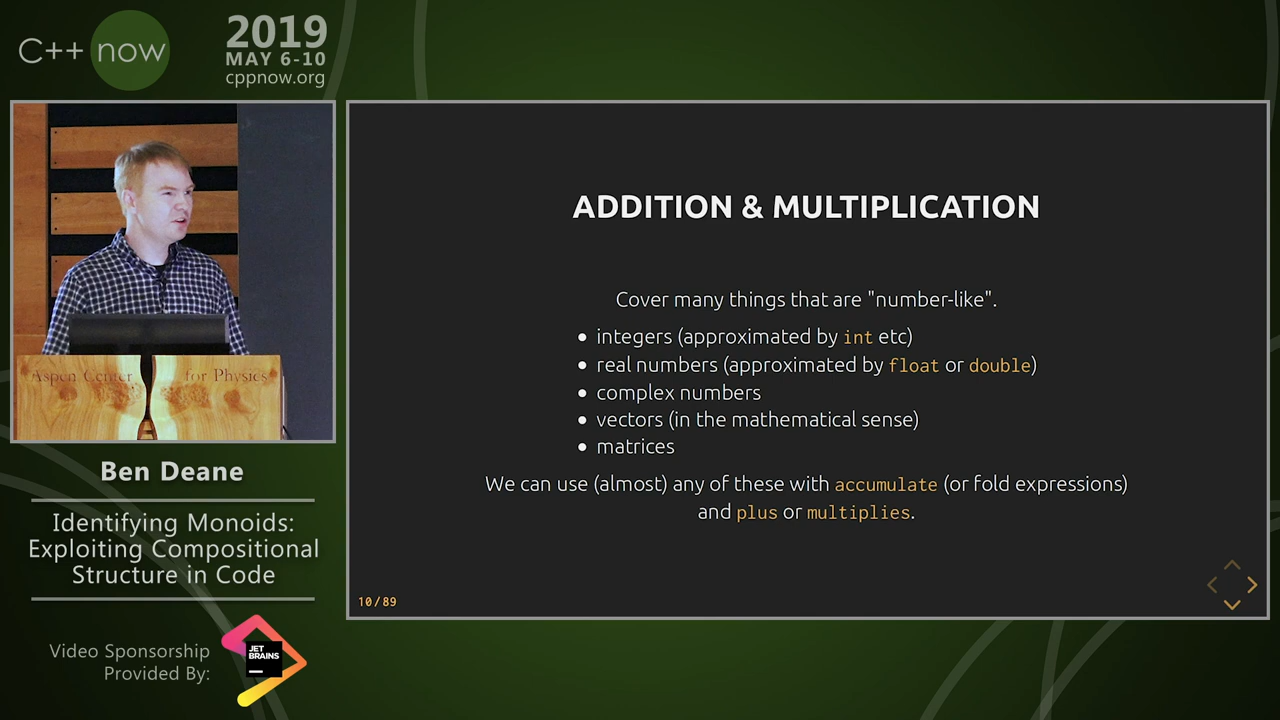 C++ now
2019
MAY 6-10
cppnow.org
Aspen Center for Physics
Ben Deane
Identifying Monoids:
Exploiting Compositional
Structure in Code
Video Sponsorship
Provided By:
JET
BRAINS
ADDITION & MULTIPLICATION
Cover many things that are "number-like".
• integers (approximated by int etc)
• real numbers (approximated by float or double)
• complex numbers
• vectors (in the mathematical sense)
• matrices
We can use (almost) any of these with accumulate (or fold expressions)
and plus or multiplies.
10/89